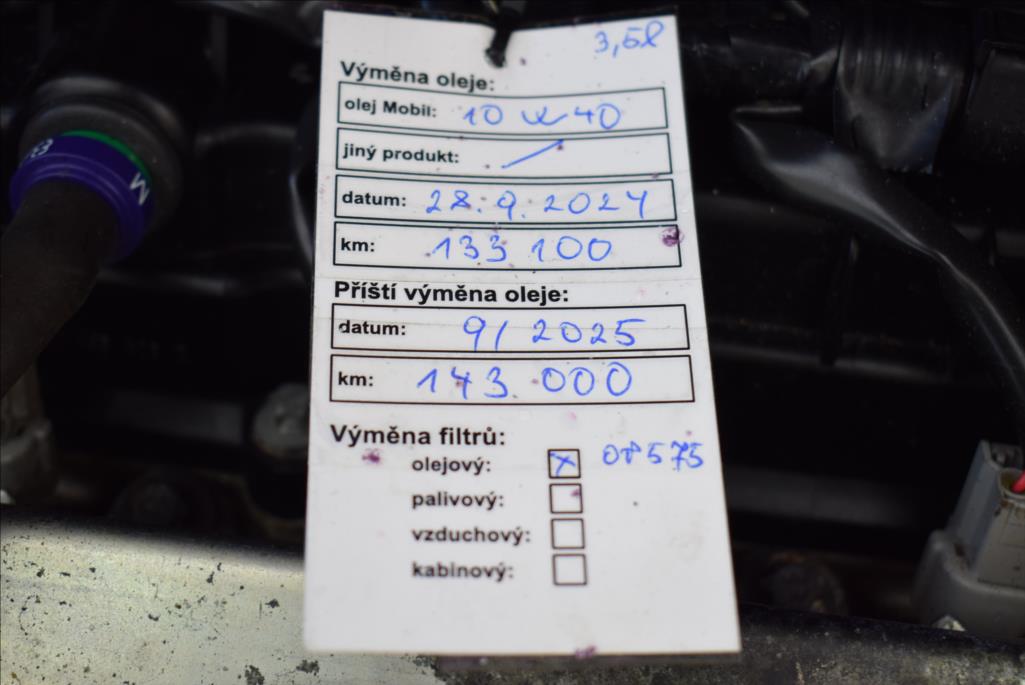 3,5l
Výměna oleje:
olej Mobil: 10 W 40
jiný produkt: /
datum: 28.9.2024
km: 133 100
Příští výměna oleje:
datum: 9/2025
km: 143.000
Výměna filtrů:
olejový: x OP575
palivový:
vzduchový:
kabinový:
M